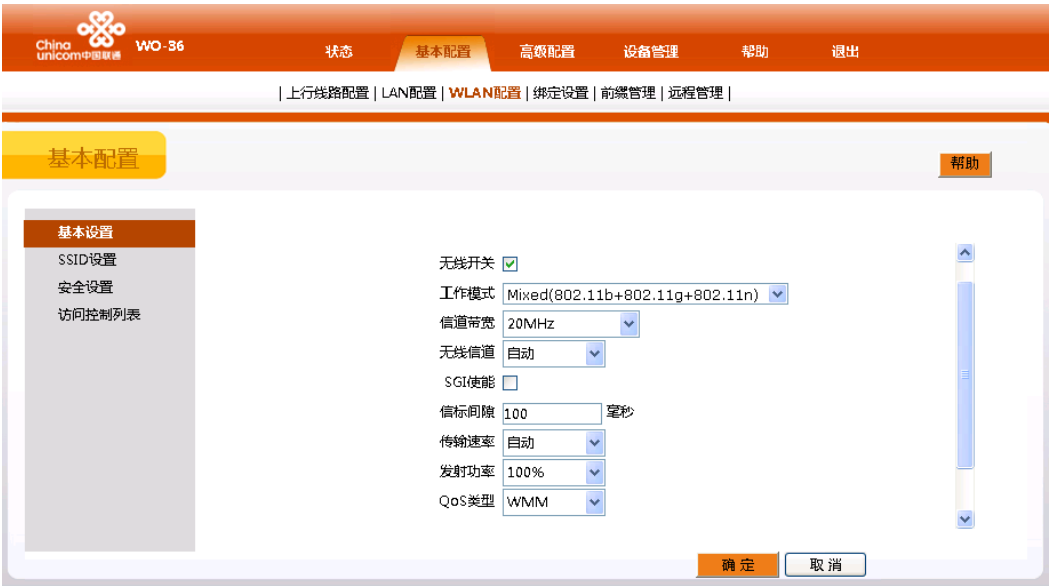 China
unicom中国联通
WO-36
状态 基本配置 高级配置 设备管理 帮助 退出
| 上行线路配置 | LAN配置 | WLAN配置 | 绑定设置 | 前缀管理 | 远程管理 |
基本配置
帮助
基本设置
SSID设置
安全设置
访问控制列表
无线开关
工作模式 Mixed(802.11b+802.11g+802.11n)
信道带宽 20MHz
无线信道 自动
SGI使能
信标间隙 100 毫秒
传输速率 自动
发射功率 100%
QoS类型 WMM
确定 取消